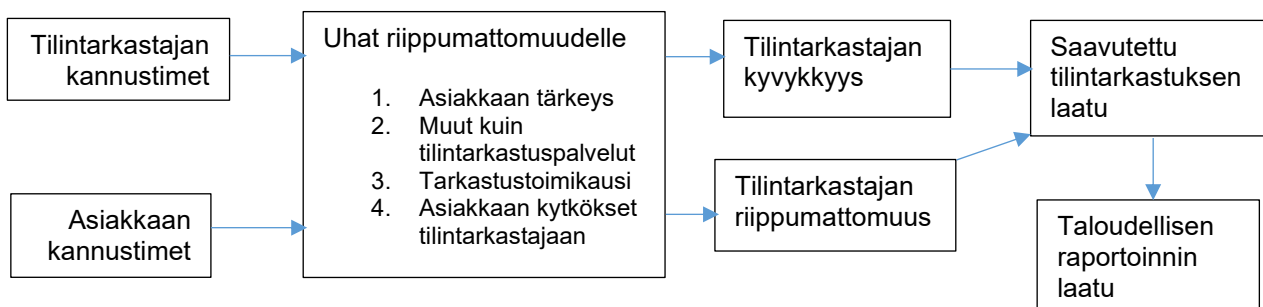 Tilintarkastajan
kannustimet
Asiakkaan
kannustimet
Uhat riippumattomuudelle
1. Asiakkaan tärkeys
2. Muut kuin
tilintarkastuspalvelut
3. Tarkastustoimikausi
4. Asiakkaan kytkökset
tilintarkastajaan
Tilintarkastajan
kyvykkyys
Tilintarkastajan
riippumattomuus
Saavutettu
tilintarkastuksen
laatu
Taloudellisen
raportoinnin
laatu